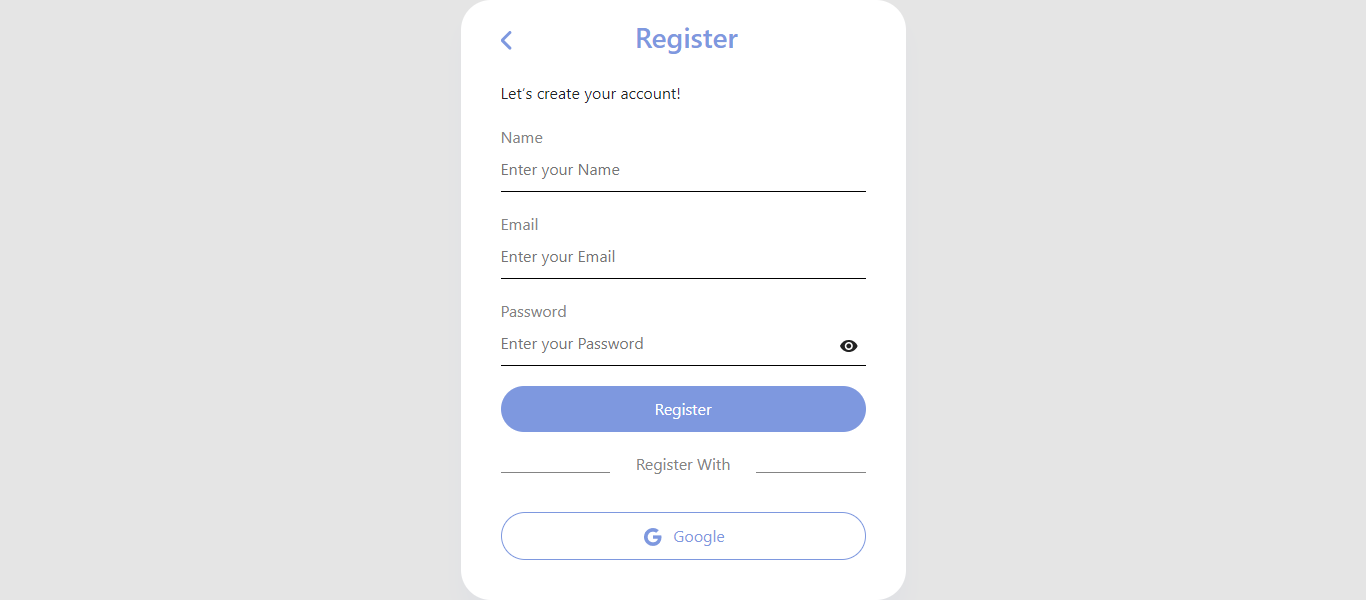 Register
Let's create your account!
Name
Enter your Name
Email
Enter your Email
Password
Enter your Password
Register
Register With
Google